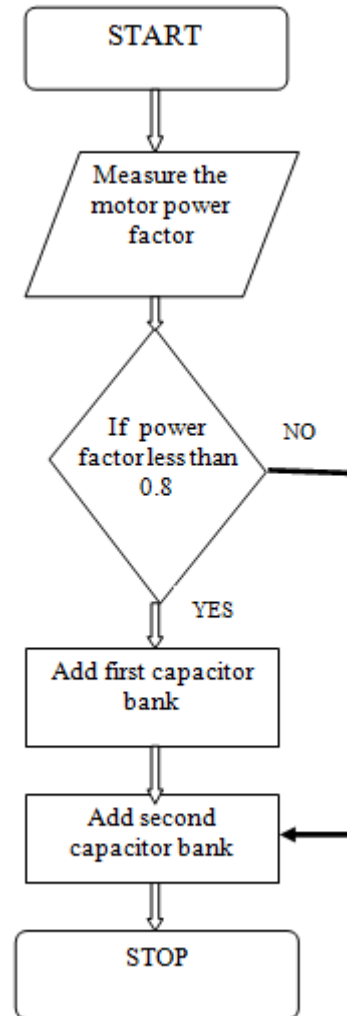 START
Measure the
motor power
factor
If power
factor less than
0.8
NO
YES
Add first capacitor
bank
Add second
capacitor bank
STOP